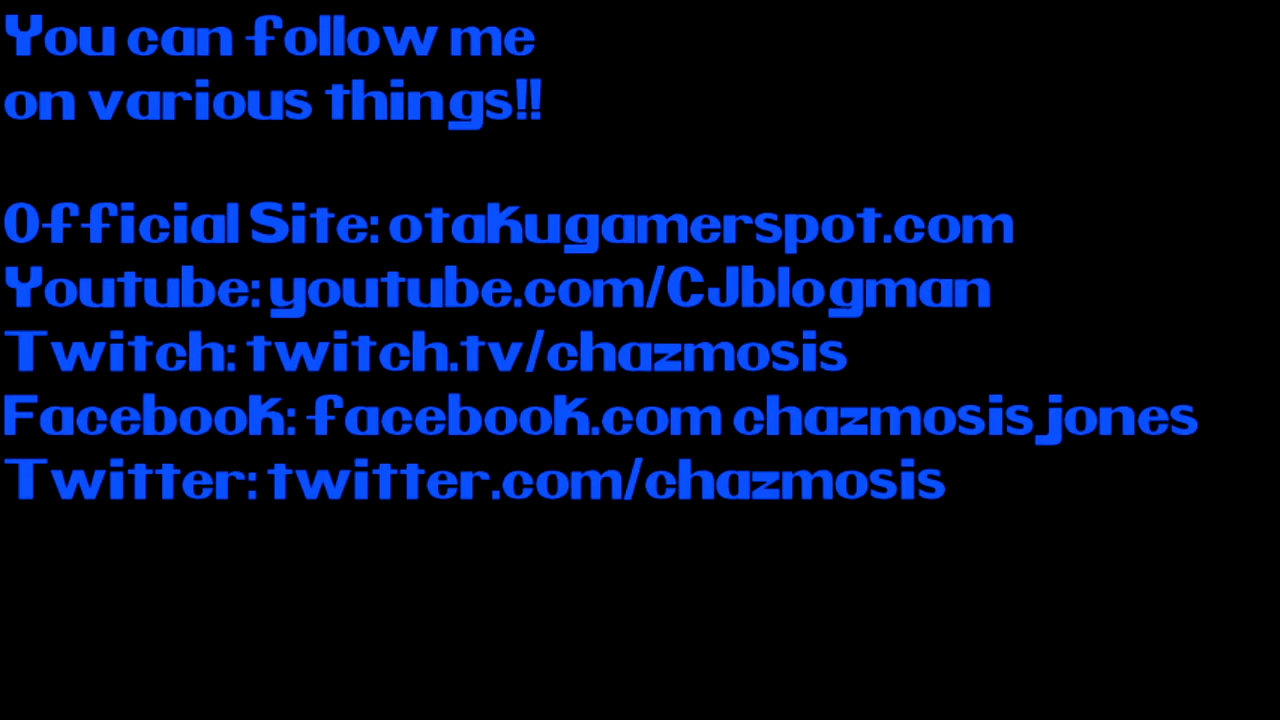 You can follow me
on various things!!
Official Site: otakugamerspot.com
Youtube: youtube.com/CJblogman
Twitch: twitch.tv/chazmosis
Facebook: facebook.com chazmosis jones
Twitter: twitter.com/chazmosis